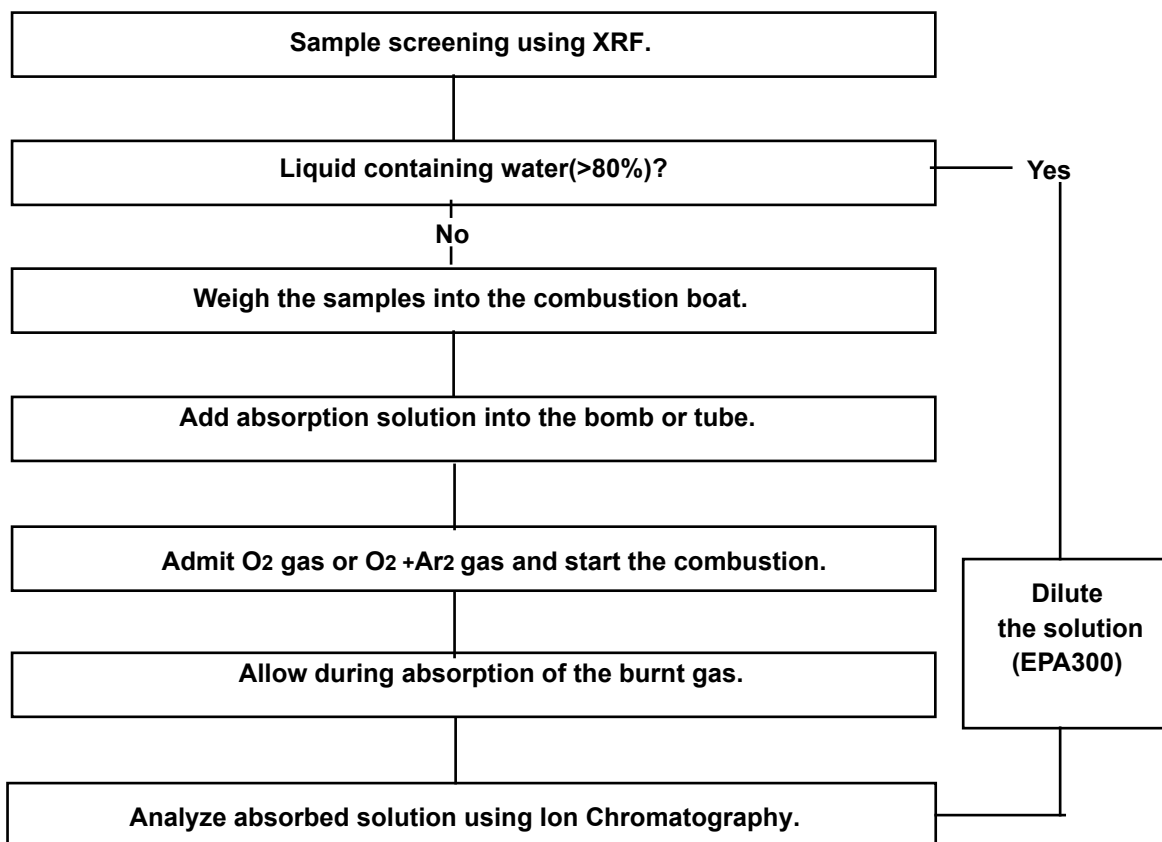 Sample screening using XRF.
Liquid containing water(>80%)?
Yes
No
Weigh the samples into the combustion boat.
Add absorption solution into the bomb or tube.
Admit O2 gas or O2 +Ar2 gas and start the combustion.
Dilute
the solution
(EPA300)
Allow during absorption of the burnt gas.
Analyze absorbed solution using Ion Chromatography.